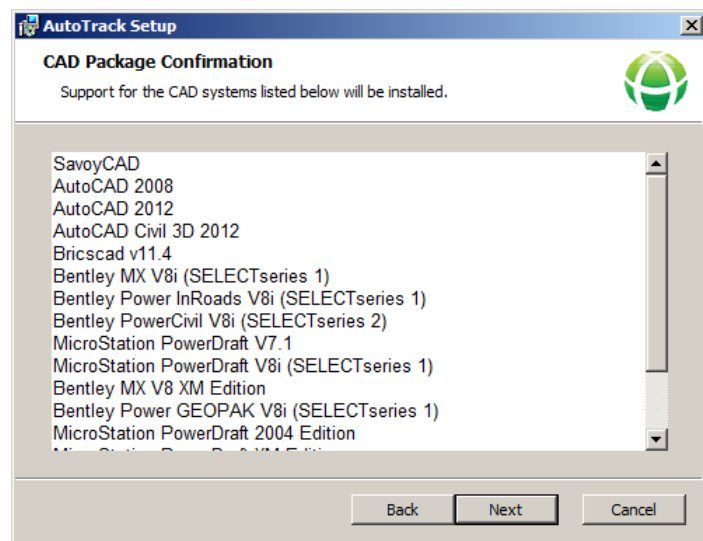 AutoTrack Setup
CAD Package Confirmation
Support for the CAD systems listed below will be installed.
SavoyCAD
AutoCAD 2008
AutoCAD 2012
AutoCAD Civil 3D 2012
Bricscad v11.4
Bentley MX V8i (SELECTseries 1)
Bentley Power InRoads V8i (SELECTseries 1)
Bentley PowerCivil V8i (SELECTseries 2)
MicroStation PowerDraft V7.1
MicroStation PowerDraft V8i (SELECTseries 1)
Bentley MX V8 XM Edition
Bentley Power GEOPAK V8i (SELECTseries 1)
MicroStation PowerDraft 2004 Edition
Back Next Cancel